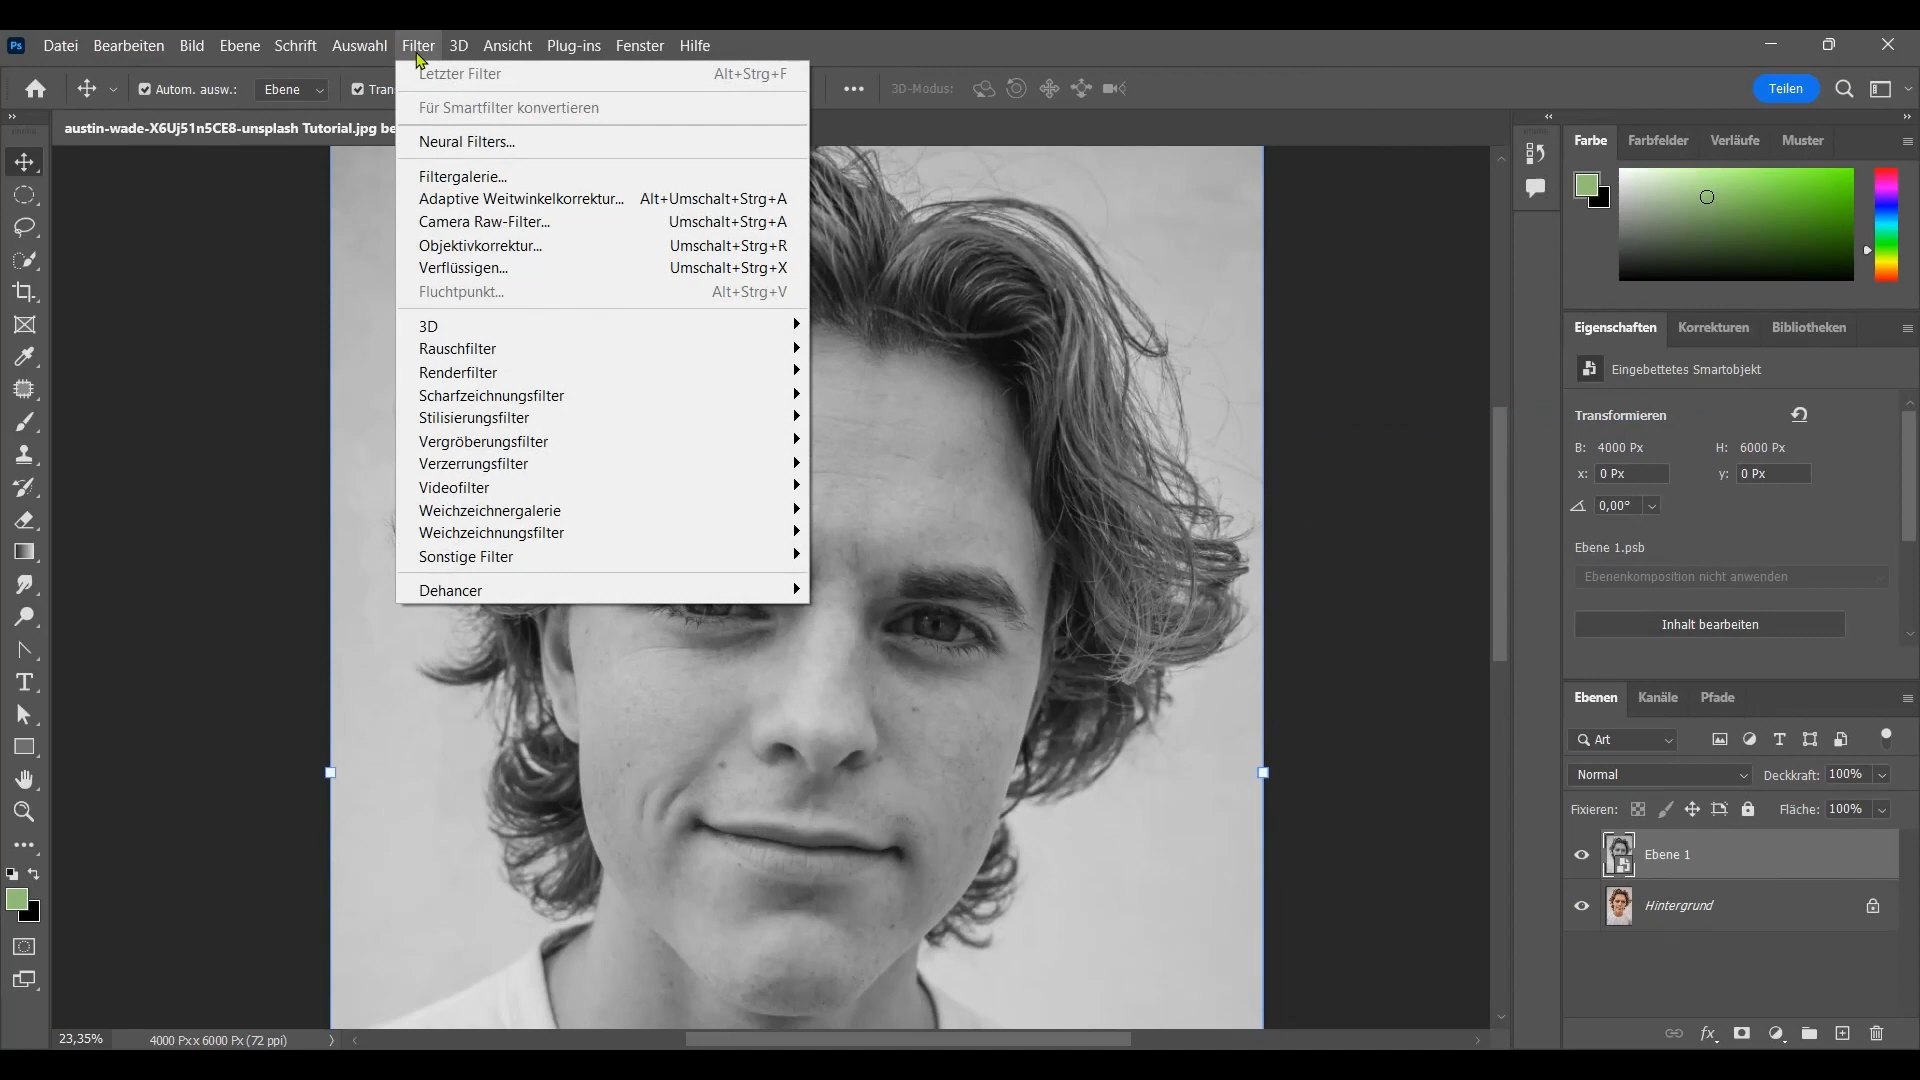 Ps Datei Bearbeiten Bild Ebene Schrift Auswahl Filter 3D Ansicht Plug-ins Fenster Hilfe
Autom. ausw.: Ebene Tran 3D-Modus: Teilen
austin-wade-X6Uj51n5CE8-unsplash Tutorial.jpg be
Letzter Filter Alt+Strg+F
Für Smartfilter konvertieren
Neural Filters...
Filtergalerie...
Adaptive Weitwinkelkorrektur... Alt+Umschalt+Strg+A
Camera Raw-Filter... Umschalt+Strg+A
Objektivkorrektur... Umschalt+Strg+R
Verflüssigen... Umschalt+Strg+X
Fluchtpunkt... Alt+Strg+V
3D
Rauschfilter
Renderfilter
Scharfzeichnungsfilter
Stilisierungsfilter
Vergröberungsfilter
Verzerrungsfilter
Videofilter
Weichzeichnergalerie
Weichzeichnungsfilter
Sonstige Filter
Dehancer
Farbe Farbfelder Verläufe Muster
Eigenschaften Korrekturen Bibliotheken
Eingebettetes Smartobjekt
Transformieren
B: 4000 Px H: 6000 Px
x: 0 Px y: 0 Px
0,00°
Ebene 1.psb
Ebenenkomposition nicht anwenden
Inhalt bearbeiten
Ebenen Kanäle Pfade
Art
Normal Deckkraft: 100%
Fixieren: Fläche: 100%
Ebene 1
Hintergrund
23,35% 4000 Px x 6000 Px (72 ppi)